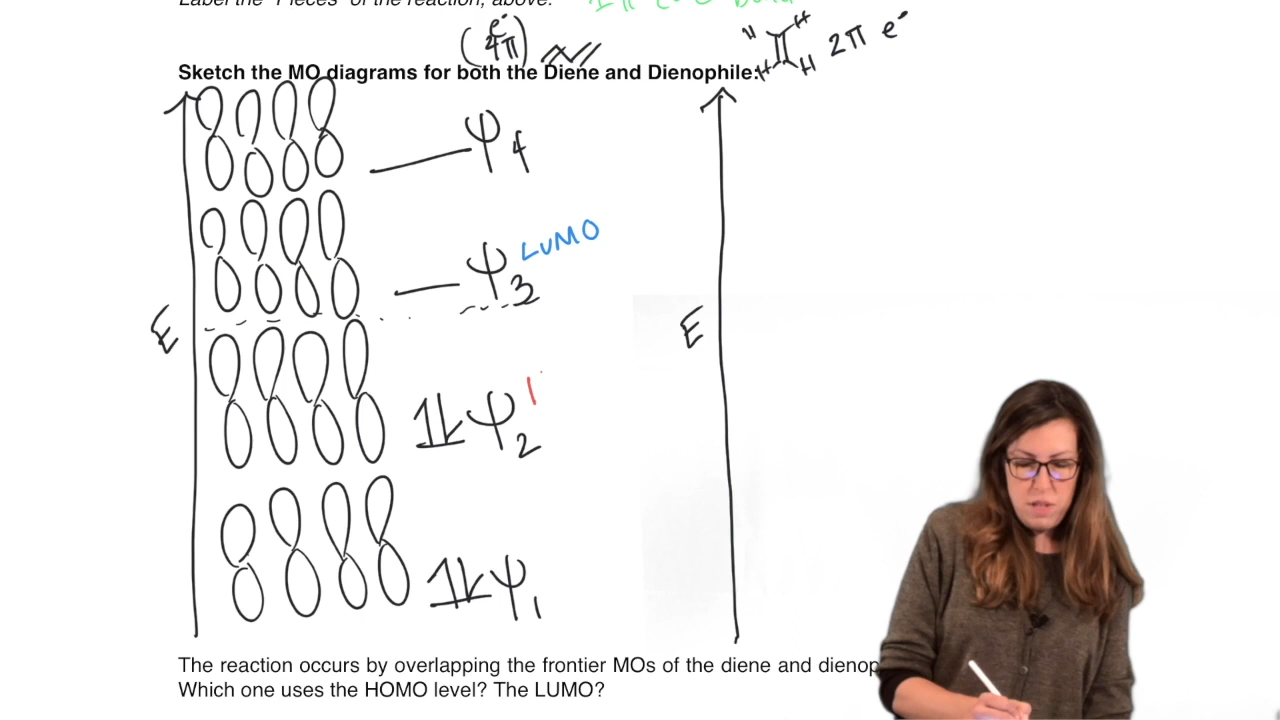 Label the "Pieces" of the reaction, above.
(4π e-)
H H H H 2π e-
Sketch the MO diagrams for both the Diene and Dienophile:
ψ4
LUMO
ψ3
E
E
ψ2
ψ1
The reaction occurs by overlapping the frontier MOs of the diene and
Which one uses the HOMO level? The LUMO?